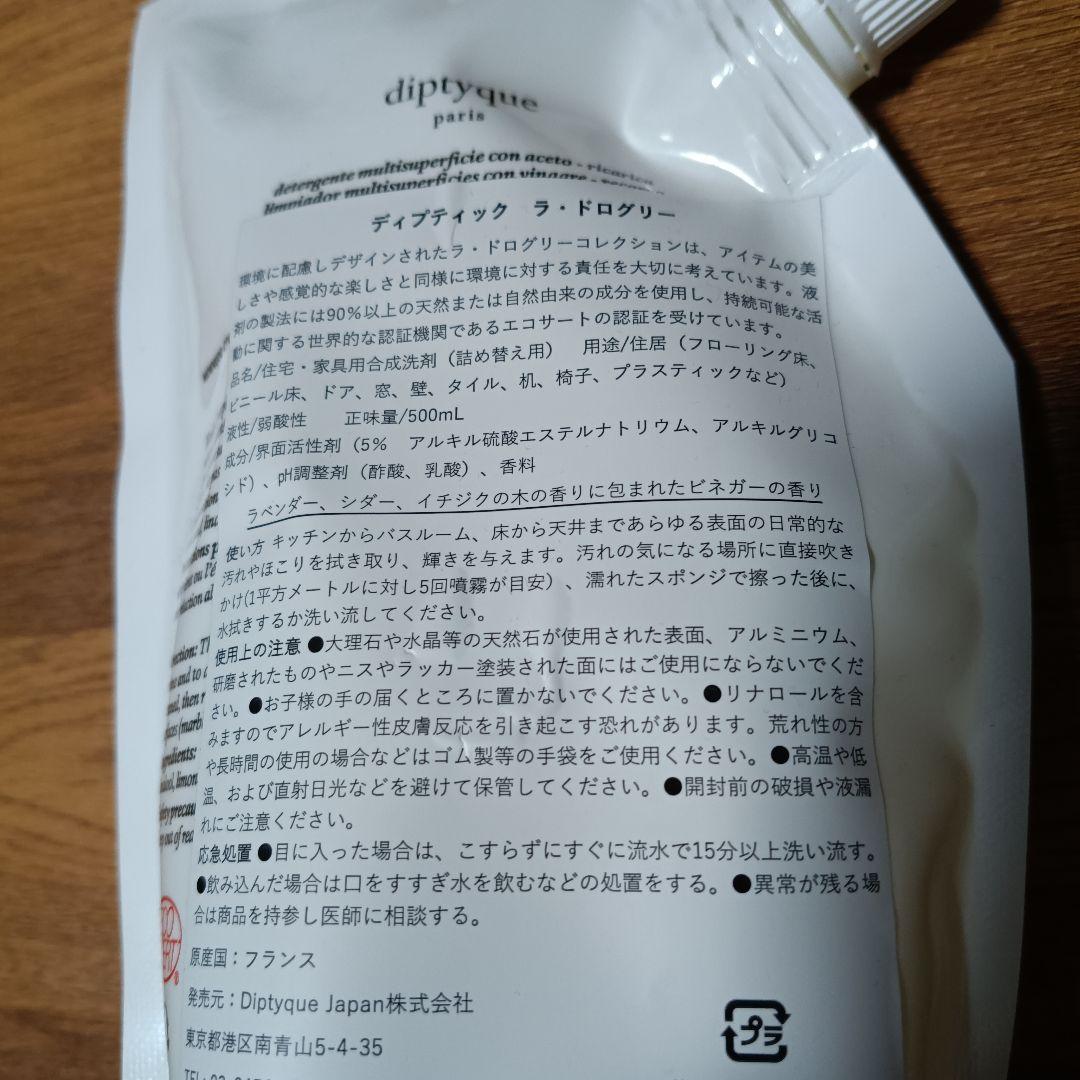 diptyque
paris
detergente multisuperficie con aceto - ricarica
limpiador multisuperficies con vinagre -
ディプティック ラ・ドログリー
環境に配慮しデザインされたラ・ドログリーコレクションは、アイテムの美
しさや感覚的な楽しさと同様に環境に対する責任を大切に考えています。液
剤の製法には90%以上の天然または自然由来の成分を使用し、持続可能な活
動に関する世界的な認証機関であるエコサートの認証を受けています。
品名/住宅・家具用合成洗剤（詰め替え用） 用途/住居（フローリング床、
ビニール床、ドア、窓、壁、タイル、机、椅子、プラスティックなど）
液性/弱酸性 正味量/500mL
成分/界面活性剤（5% アルキル硫酸エステルナトリウム、アルキルグリコ
シド）、pH調整剤（酢酸、乳酸）、香料
ラベンダー、シダー、イチジクの木の香りに包まれたビネガーの香り
使い方 キッチンからバスルーム、床から天井まであらゆる表面の日常的な
汚れやほこりを拭き取り、輝きを与えます。汚れの気になる場所に直接吹き
かけ(1平方メートルに対し5回噴霧が目安）、濡れたスポンジで擦った後に、
水拭きするか洗い流してください。
使用上の注意 ●大理石や水晶等の天然石が使用された表面、アルミニウム、
研磨されたものやニスやラッカー塗装された面にはご使用にならないでくだ
さい。●お子様の手の届くところに置かないでください。●リナロールを含
みますのでアレルギー性皮膚反応を引き起こす恐れがあります。荒れ性の方
や長時間の使用の場合などはゴム製等の手袋をご使用ください。●高温や低
温、および直射日光などを避けて保管してください。●開封前の破損や液漏
れにご注意ください。
応急処置 ●目に入った場合は、こすらずにすぐに流水で15分以上洗い流す。
●飲み込んだ場合は口をすすぎ水を飲むなどの処置をする。●異常が残る場
合は商品を持参し医師に相談する。
原産国：フランス
発売元：Diptyque Japan株式会社
東京都港区南青山5-4-35
プラ